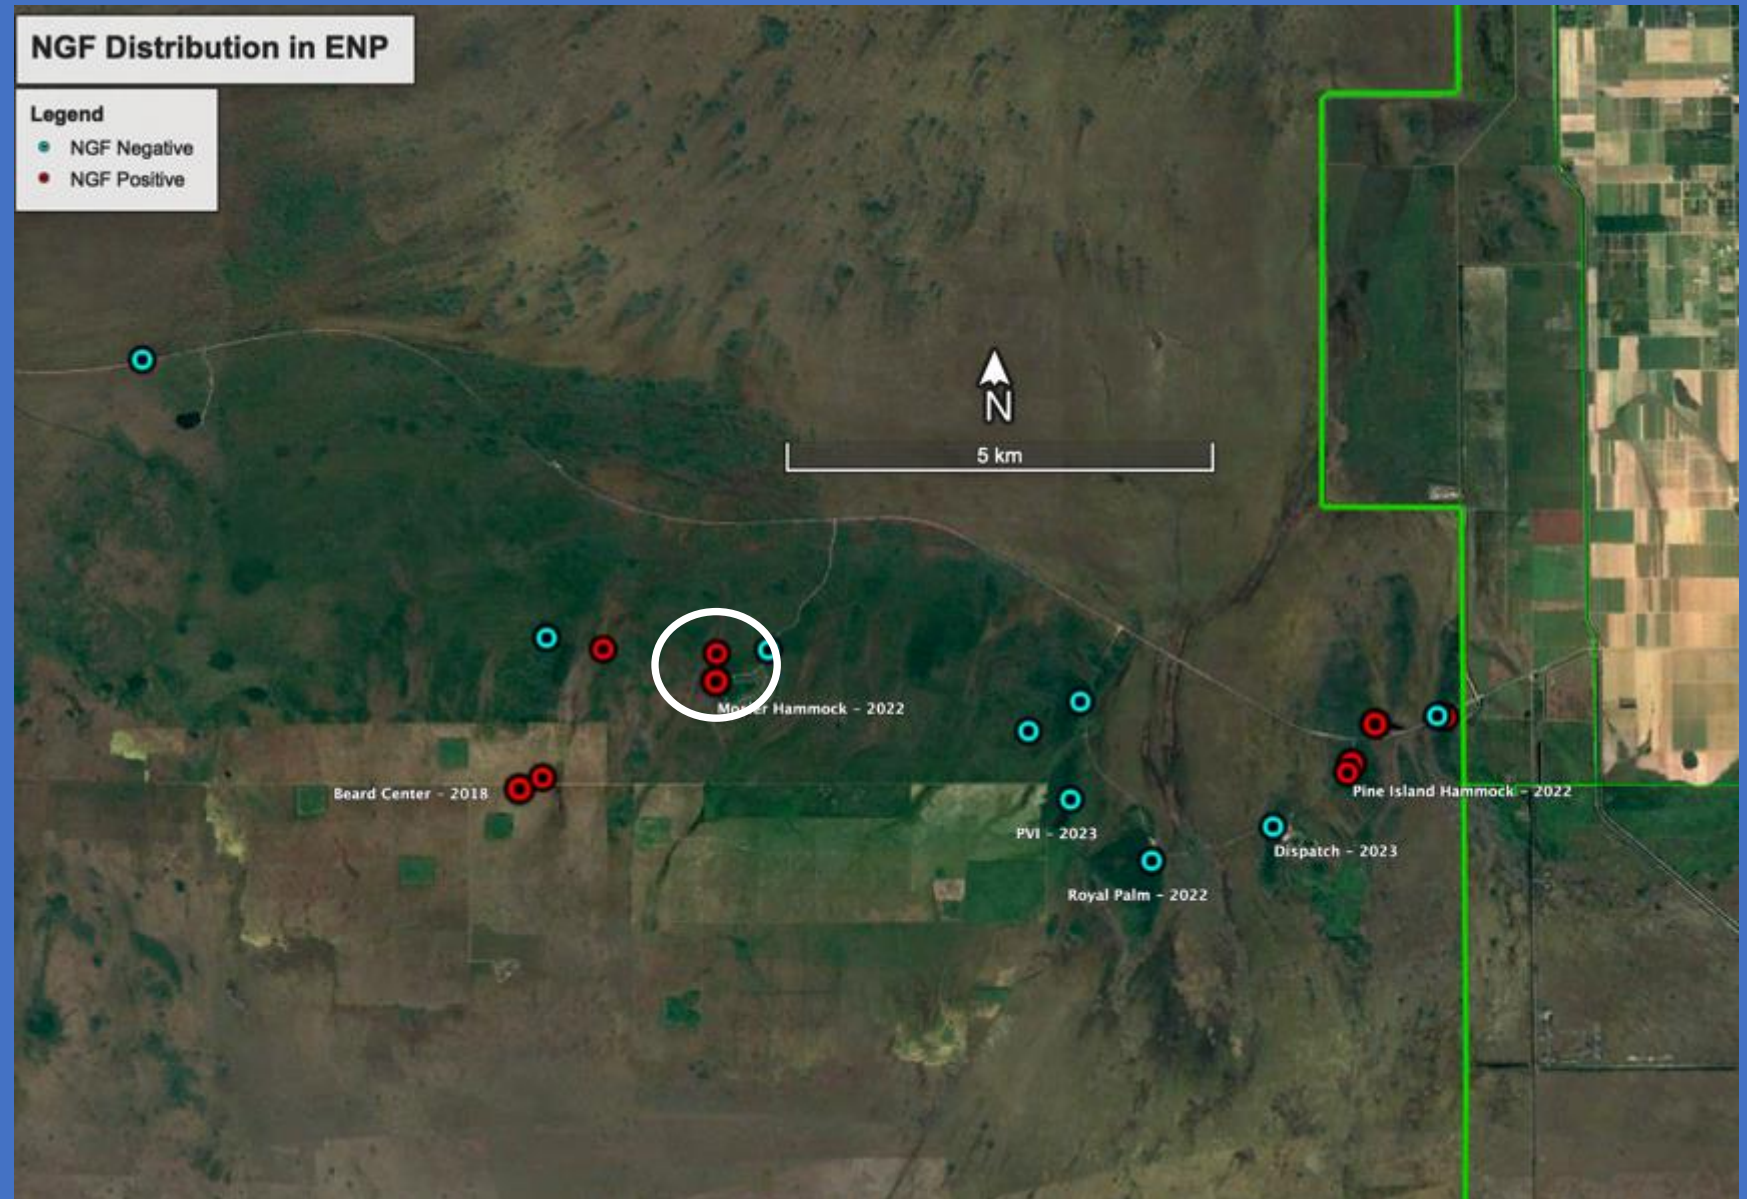 NGF Distribution in ENP
Legend
NGF Negative
NGF Positive
N
5 km
Hammock – 2022
Beard Center – 2018
Pine Island Hammock – 2022
PVI – 2023
Dispatch – 2023
Royal Palm – 2022